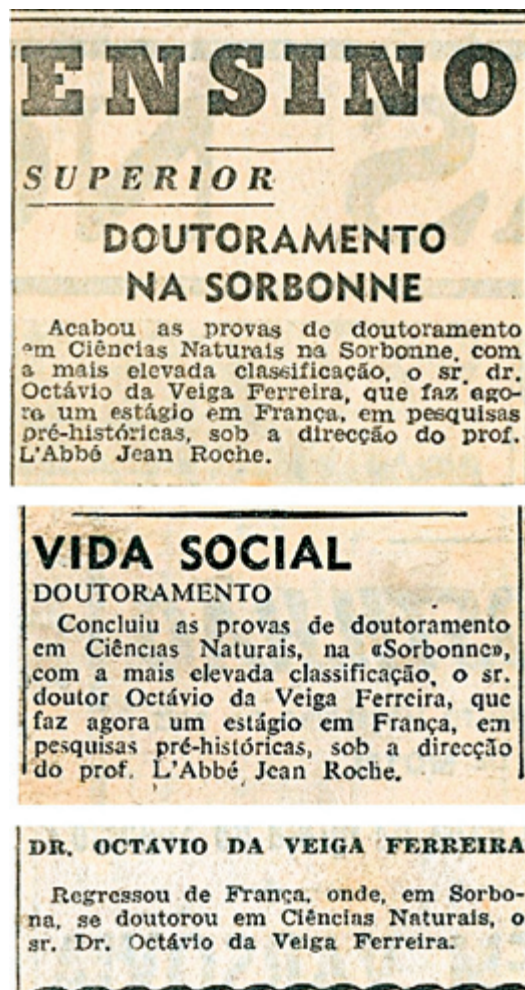 ENSINO
SUPERIOR
DOUTORAMENTO
NA SORBONNE
Acabou as provas de doutoramento
em Ciências Naturais na Sorbonne, com
a mais elevada classificação, o sr. dr.
Octávio da Veiga Ferreira, que faz ago-
ra um estágio em França, em pesquisas
pré-históricas, sob a direcção do prof.
L'Abbé Jean Roche.
VIDA SOCIAL
DOUTORAMENTO
Concluiu as provas de doutoramento
em Ciências Naturais, na «Sorbonne»,
com a mais elevada classificação, o sr.
doutor Octávio da Veiga Ferreira, que
faz agora um estágio em França, em
pesquisas pré-históricas, sob a direcção
do prof. L'Abbé Jean Roche.
DR. OCTÁVIO DA VEIGA FERREIRA
Regressou de França, onde, em Sorbo-
na, se doutorou em Ciências Naturais, o
sr. Dr. Octávio da Veiga Ferreira.